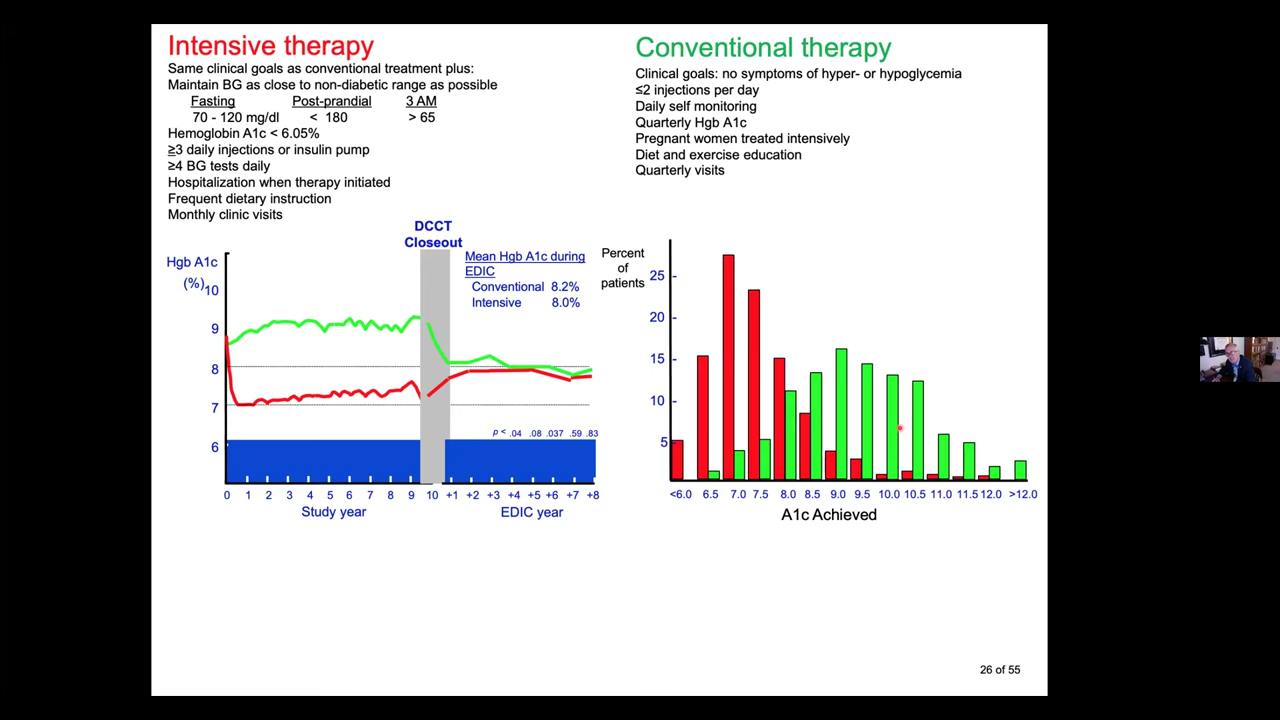 Intensive therapy
Same clinical goals as conventional treatment plus:
Maintain BG as close to non-diabetic range as possible
Fasting Post-prandial 3 AM
70 - 120 mg/dl < 180 > 65
Hemoglobin A1c < 6.05%
≥3 daily injections or insulin pump
≥4 BG tests daily
Hospitalization when therapy initiated
Frequent dietary instruction
Monthly clinic visits
Conventional therapy
Clinical goals: no symptoms of hyper- or hypoglycemia
≤2 injections per day
Daily self monitoring
Quarterly Hgb A1c
Pregnant women treated intensively
Diet and exercise education
Quarterly visits
DCCT
Closeout
Hgb A1c
(%)
10
9
8
7
6
Mean Hgb A1c during
EDIC
Conventional 8.2%
Intensive 8.0%
p < .04 .08 .037 .59 .83
0 1 2 3 4 5 6 7 8 9 10 +1 +2 +3 +4 +5 +6 +7 +8
Study year EDIC year
Percent
of
patients
25
20
15
10
5
<6.0 6.5 7.0 7.5 8.0 8.5 9.0 9.5 10.0 10.5 11.0 11.5 12.0 >12.0
A1c Achieved
26 of 55